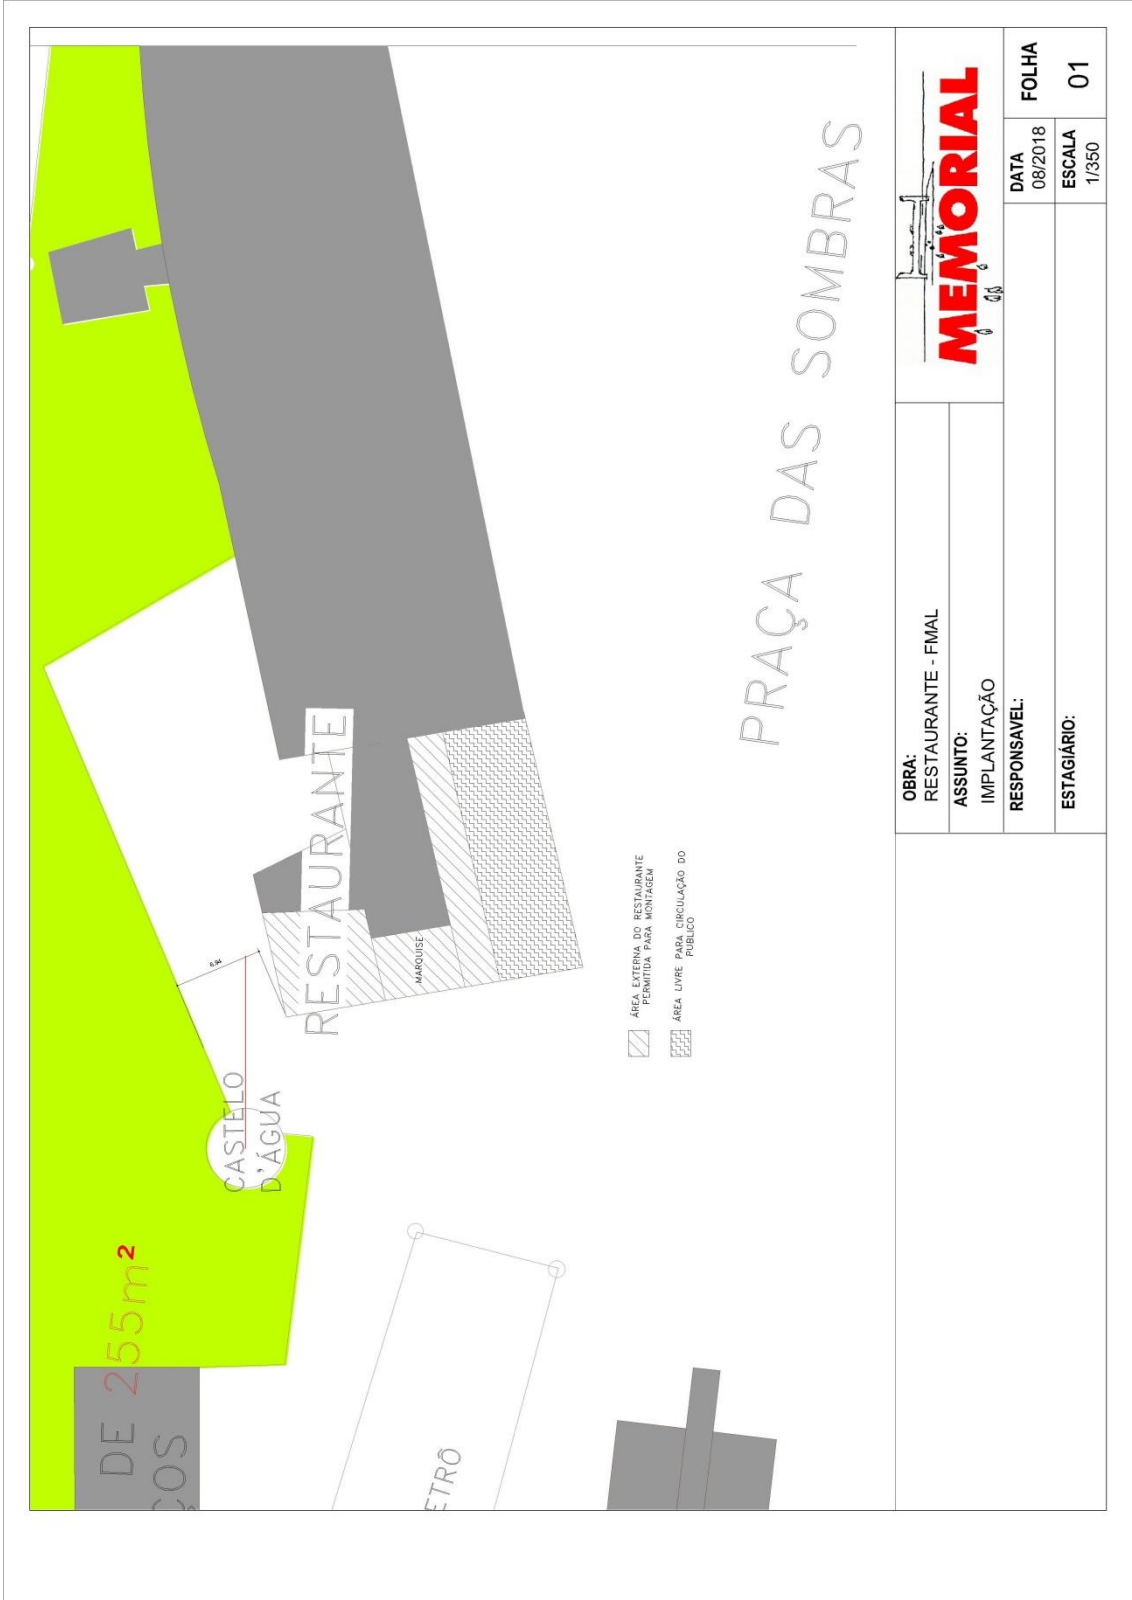 DE 255m²
ÇOS
CASTELO
D'ÁGUA
6,94
RESTAURANTE
MARQUISE
ETRÔ
ÁREA EXTERNA DO RESTAURANTE
PERMITIDA PARA MONTAGEM
ÁREA LIVRE PARA CIRCULAÇÃO DO
PUBLICO
PRAÇA DAS SOMBRAS
OBRA:
RESTAURANTE - FMAL
ASSUNTO:
IMPLANTAÇÃO
RESPONSAVEL:
ESTAGIÁRIO:
MEMORIAL
DATA
08/2018
ESCALA
1/350
FOLHA
01